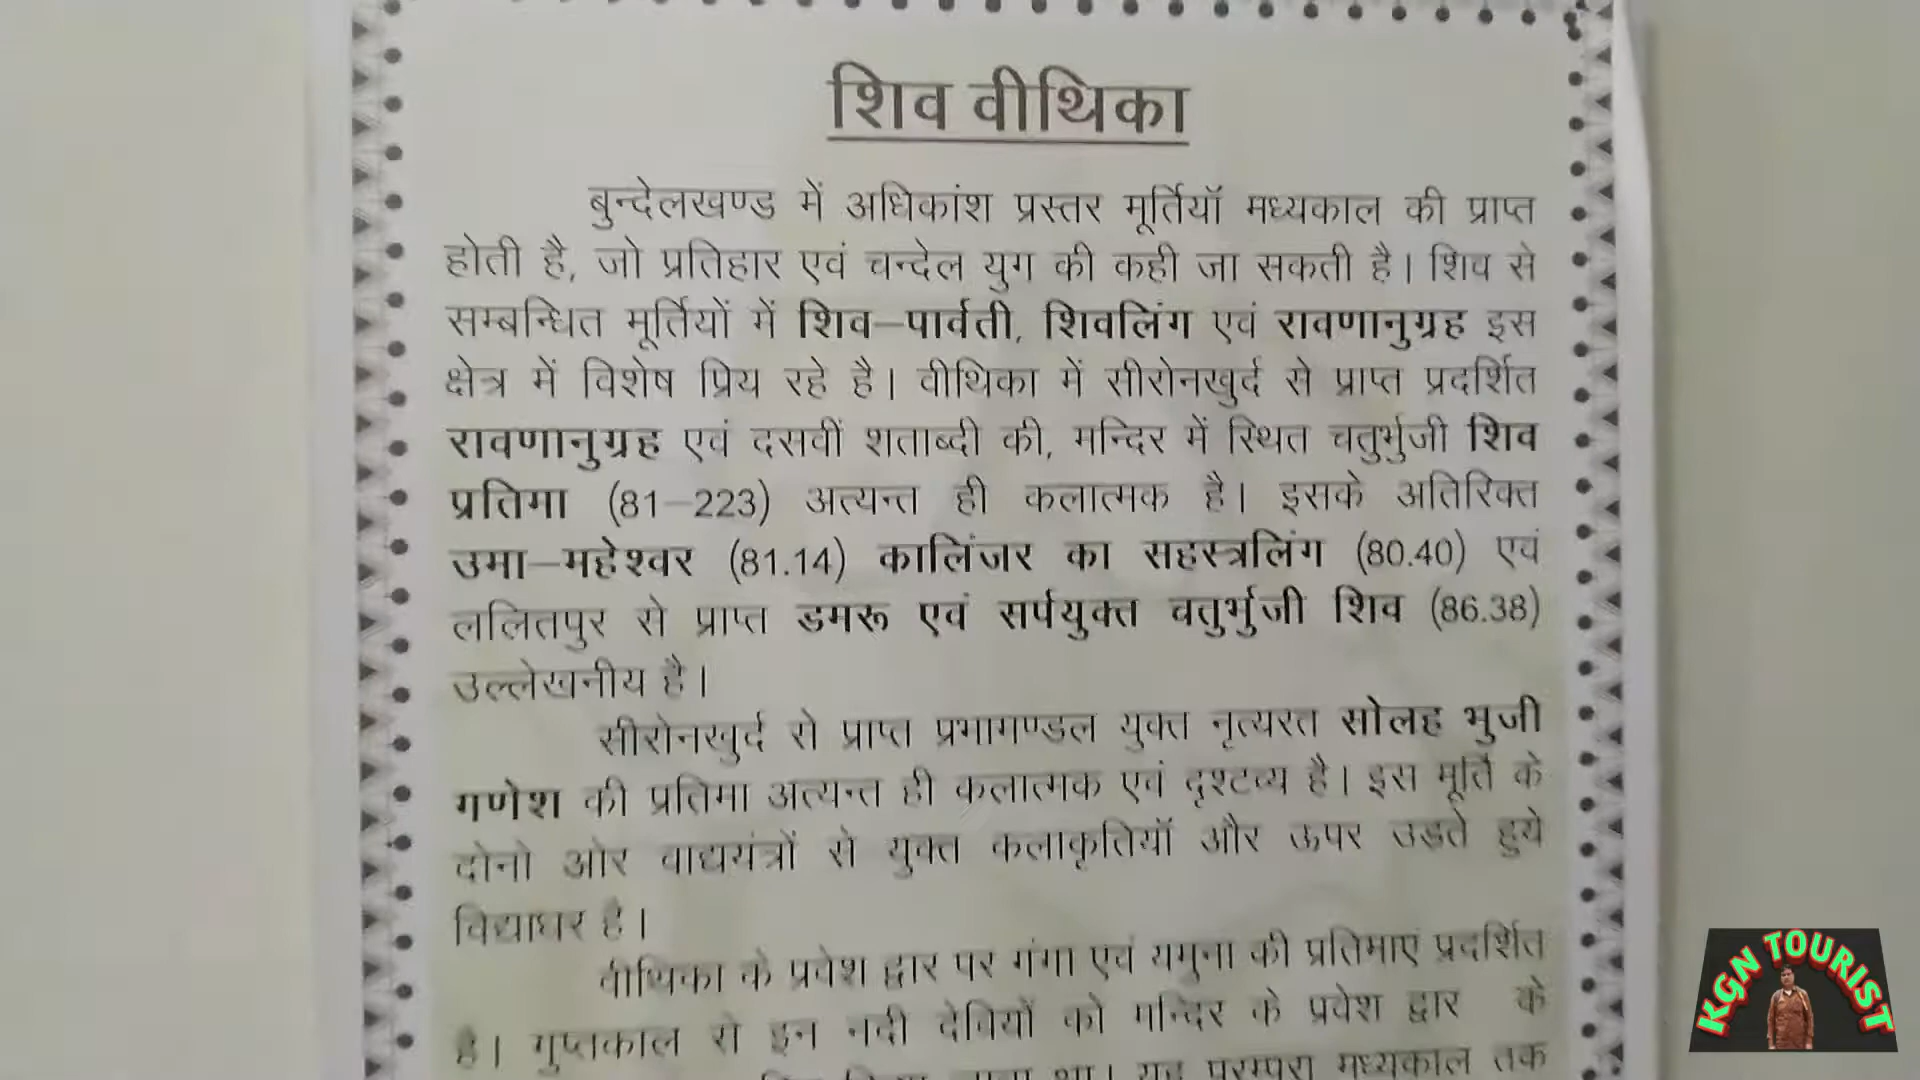 शिव वीथिका
बुन्देलखण्ड में अधिकांश प्रस्तर मूर्तियॉ मध्यकाल की प्राप्त
होती है, जो प्रतिहार एवं चन्देल युग की कही जा सकती है। शिव से
सम्बन्धित मूर्तियों में शिव–पार्वती, शिवलिंग एवं रावणानुग्रह इस
क्षेत्र में विशेष प्रिय रहे है। वीथिका में सीरोनखुर्द से प्राप्त प्रदर्शित
रावणानुग्रह एवं दसवीं शताब्दी की, मन्दिर में स्थित चतुर्भुजी शिव
प्रतिमा (81–223) अत्यन्त ही कलात्मक है। इसके अतिरिक्त
उमा–महेश्वर (81.14) कालिंजर का सहस्त्रलिंग (80.40) एवं
ललितपुर से प्राप्त डमरू एवं सर्पयुक्त चतुर्भुजी शिव (86.38)
उल्लेखनीय है।
सीरोनखुर्द से प्राप्त प्रभामण्डल युक्त नृत्यरत सोलह भुजी
गणेश की प्रतिमा अत्यन्त ही कलात्मक एवं दृश्टव्य है। इस मूर्ति के
दोनो ओर वाद्ययंत्रों से युक्त कलाकृतियॉ और ऊपर उडते हुये
विद्याधर है।
वीथिका के प्रवेश द्वार पर गंगा एवं यमुना की प्रतिमाएं प्रदर्शित
है। गुप्तकाल से इन नदी देवियों को मन्दिर के प्रवेश द्वार के
था। यह परम्परा मध्यकाल तक
KGN TOURIST